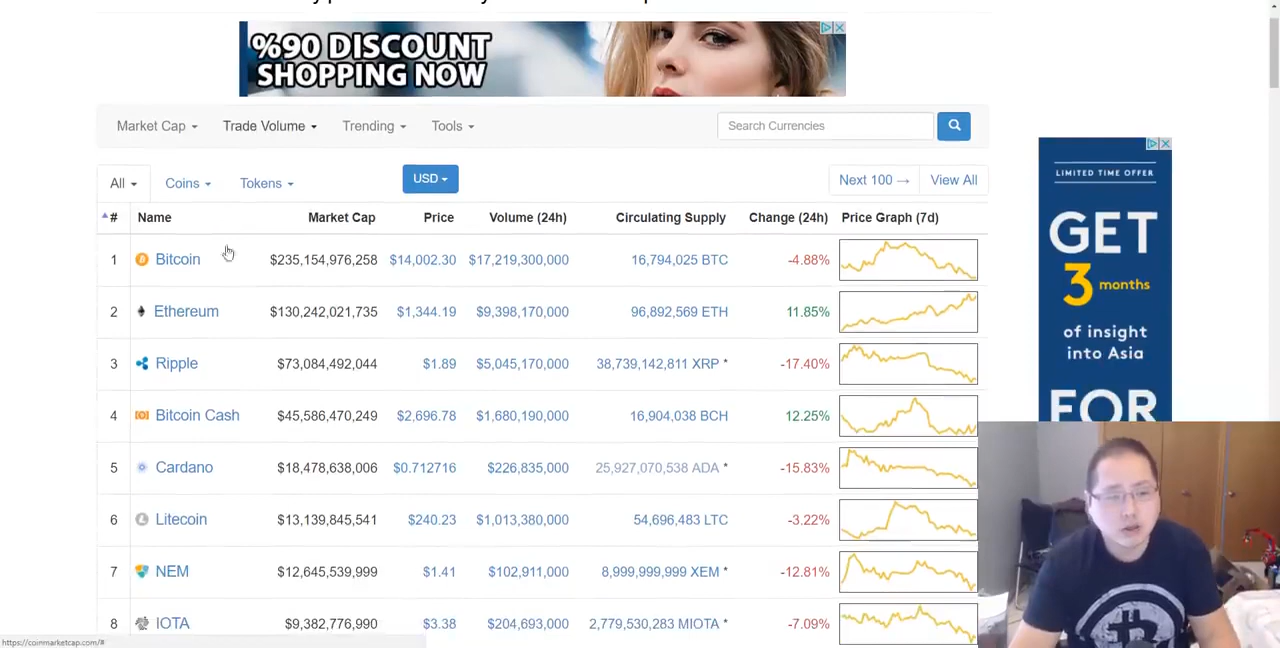 %90 DISCOUNT
SHOPPING NOW
Market Cap Trade Volume Trending Tools Search Currencies
All Coins Tokens USD Next 100 → View All
# Name Market Cap Price Volume (24h) Circulating Supply Change (24h) Price Graph (7d)
1 Bitcoin $235,154,976,258 $14,002.30 $17,219,300,000 16,794,025 BTC -4.88%
2 Ethereum $130,242,021,735 $1,344.19 $9,398,170,000 96,892,569 ETH 11.85%
3 Ripple $73,084,492,044 $1.89 $5,045,170,000 38,739,142,811 XRP * -17.40%
4 Bitcoin Cash $45,586,470,249 $2,696.78 $1,680,190,000 16,904,038 BCH 12.25%
5 Cardano $18,478,638,006 $0.712716 $226,835,000 25,927,070,538 ADA * -15.83%
6 Litecoin $13,139,845,541 $240.23 $1,013,380,000 54,696,483 LTC -3.22%
7 NEM $12,645,539,999 $1.41 $102,911,000 8,999,999,999 XEM * -12.81%
8 IOTA $9,382,776,990 $3.38 $204,693,000 2,779,530,283 MIOTA * -7.09%
LIMITED TIME OFFER
GET
3 months
of insight
into Asia
FOR
https://coinmarketcap.com/#